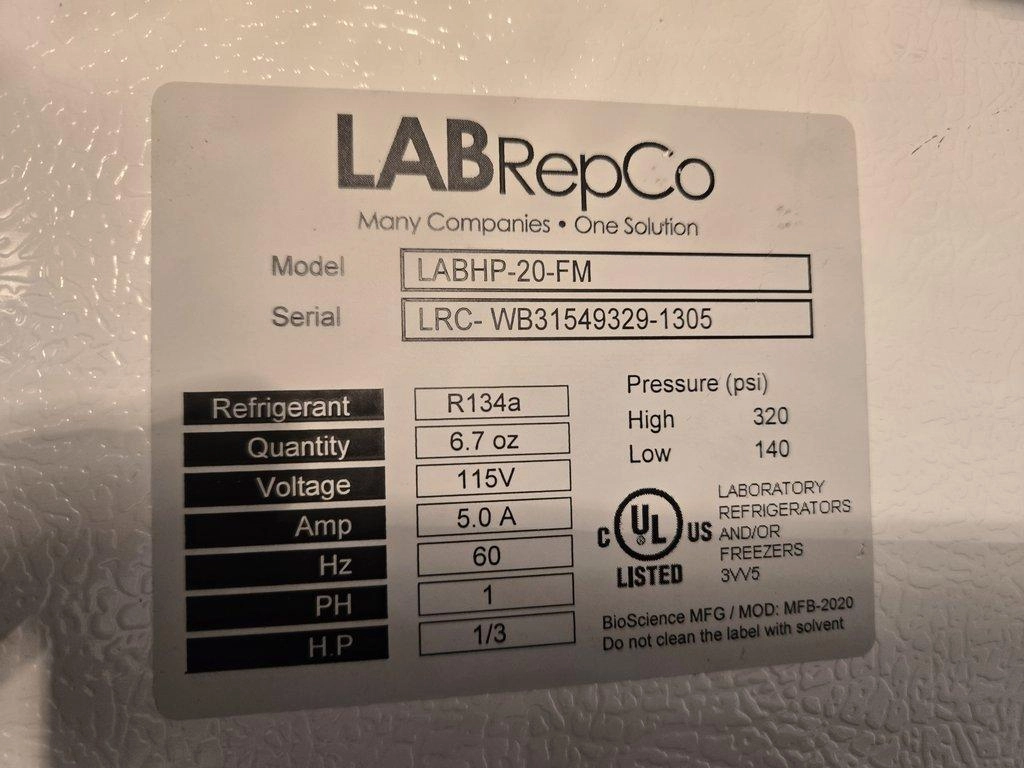 LABRepCo
Many Companies • One Solution
Model LABHP-20-FM
Serial LRC- WB31549329-1305
Refrigerant R134a
Quantity 6.7 oz
Voltage 115V
Amp 5.0 A
Hz 60
PH 1
H.P 1/3
Pressure (psi)
High 320
Low 140
C UL ® US
LISTED
LABORATORY
REFRIGERATORS
AND/OR
FREEZERS
3VV5
BioScience MFG / MOD: MFB-2020
Do not clean the label with solvent